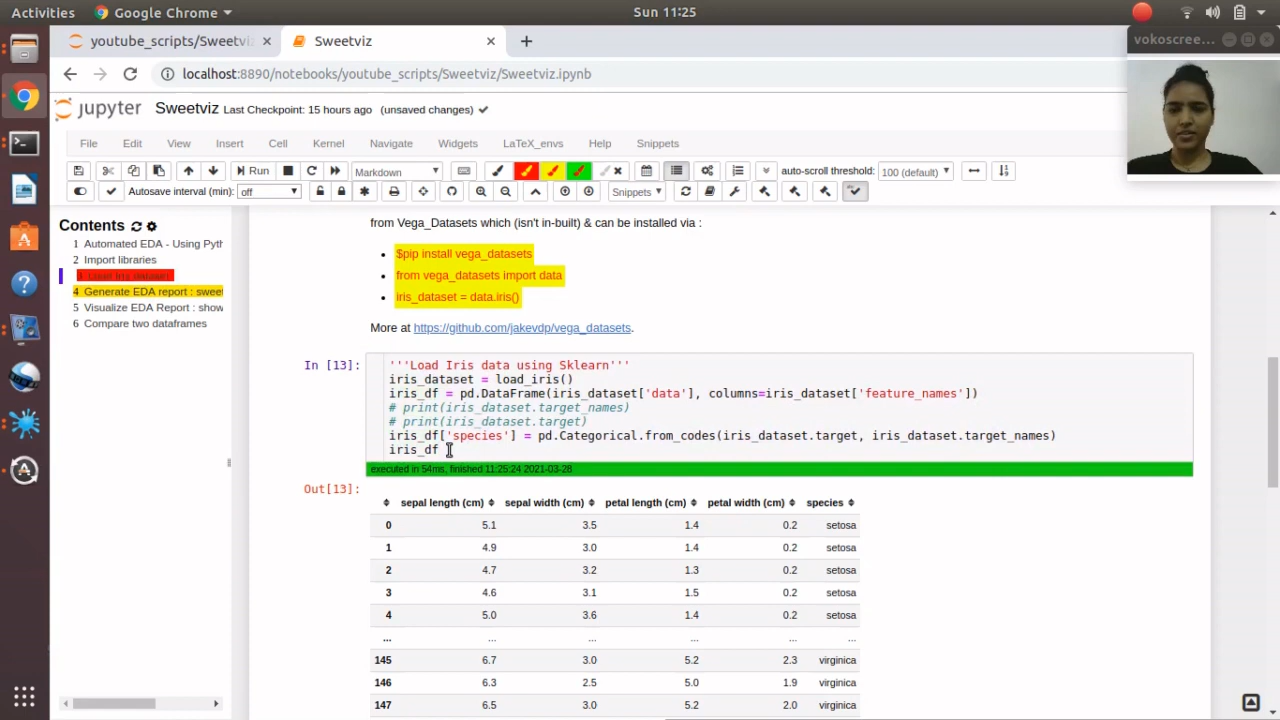 Activities Google Chrome Sun 11:25
youtube_scripts/Sweetvi Sweetviz vokoscree...
localhost:8890/notebooks/youtube_scripts/Sweetviz/Sweetviz.ipynb
jupyter Sweetviz Last Checkpoint: 15 hours ago (unsaved changes)
File Edit View Insert Cell Kernel Navigate Widgets LaTeX_envs Help Snippets
Run Markdown auto-scroll threshold: 100 (default)
Autosave interval (min): off Snippets
Contents
1 Automated EDA - Using Pyth
2 Import libraries
3 Load Iris dataset
4 Generate EDA report : sweet
5 Visualize EDA Report : show
6 Compare two dataframes
from Vega_Datasets which (isn't in-built) & can be installed via :
$pip install vega_datasets
from vega_datasets import data
iris_dataset = data.iris()
More at https://github.com/jakevdp/vega_datasets.
In [13]: '''Load Iris data using Sklearn'''
iris_dataset = load_iris()
iris_df = pd.DataFrame(iris_dataset['data'], columns=iris_dataset['feature_names'])
# print(iris_dataset.target_names)
# print(iris_dataset.target)
iris_df['species'] = pd.Categorical.from_codes(iris_dataset.target, iris_dataset.target_names)
iris_df
executed in 54ms, finished 11:25:24 2021-03-28
Out[13]:
sepal length (cm) sepal width (cm) petal length (cm) petal width (cm) species
0 5.1 3.5 1.4 0.2 setosa
1 4.9 3.0 1.4 0.2 setosa
2 4.7 3.2 1.3 0.2 setosa
3 4.6 3.1 1.5 0.2 setosa
4 5.0 3.6 1.4 0.2 setosa
... ... ... ... ... ...
145 6.7 3.0 5.2 2.3 virginica
146 6.3 2.5 5.0 1.9 virginica
147 6.5 3.0 5.2 2.0 virginica